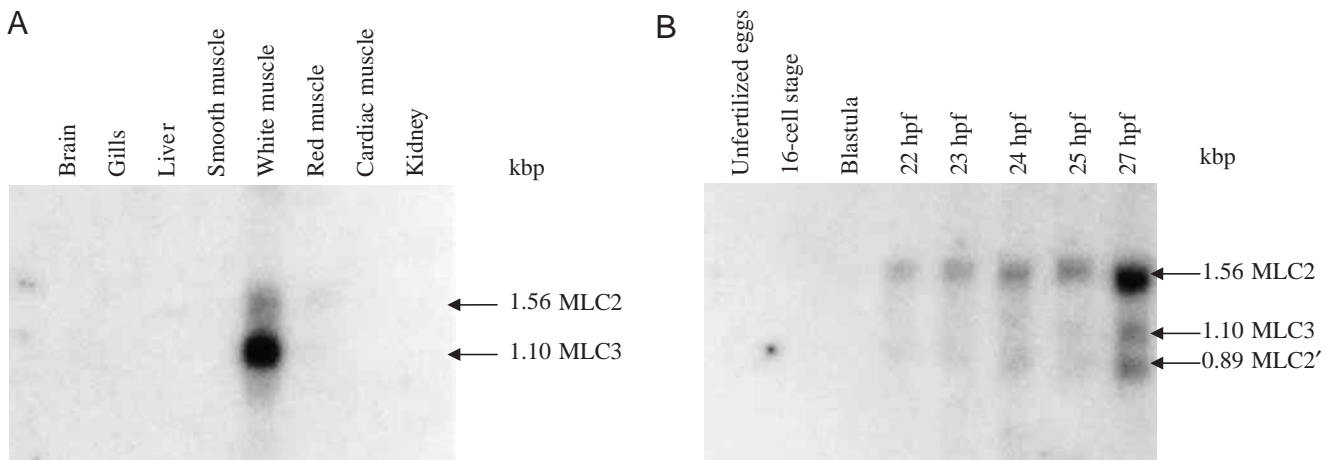 A
Brain
Gills
Liver
Smooth muscle
White muscle
Red muscle
Cardiac muscle
Kidney
kbp
1.56 MLC2
1.10 MLC3
B
Unfertilized eggs
16-cell stage
Blastula
22 hpf
23 hpf
24 hpf
25 hpf
27 hpf
kbp
1.56 MLC2
1.10 MLC3
0.89 MLC2′